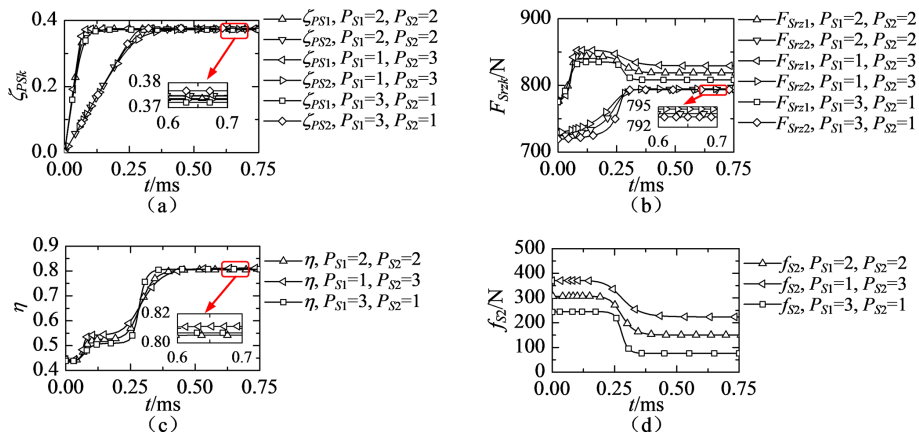 ζPSk
0.4
0.2
0.0
0.38
0.37
0.6 0.7
0.00 0.25 0.50 0.75
t/ms
(a)
ζPS1, PS1=2, PS2=2
ζPS2, PS1=2, PS2=2
ζPS1, PS1=1, PS2=3
ζPS2, PS1=1, PS2=3
ζPS1, PS1=3, PS2=1
ζPS2, PS1=3, PS2=1
FSrzk/N
900
800
700
795
792
0.6 0.7
0.00 0.25 0.50 0.75
t/ms
(b)
FSrz1, PS1=2, PS2=2
FSrz2, PS1=2, PS2=2
FSrz1, PS1=1, PS2=3
FSrz2, PS1=1, PS2=3
FSrz1, PS1=3, PS2=1
FSrz2, PS1=3, PS2=1
η
0.9
0.8
0.7
0.6
0.5
0.4
0.82
0.80
0.6 0.7
0.00 0.25 0.50 0.75
t/ms
(c)
η, PS1=2, PS2=2
η, PS1=1, PS2=3
η, PS1=3, PS2=1
fS2/N
500
400
300
200
100
0
0.00 0.25 0.50 0.75
t/ms
(d)
fS2, PS1=2, PS2=2
fS2, PS1=1, PS2=3
fS2, PS1=3, PS2=1